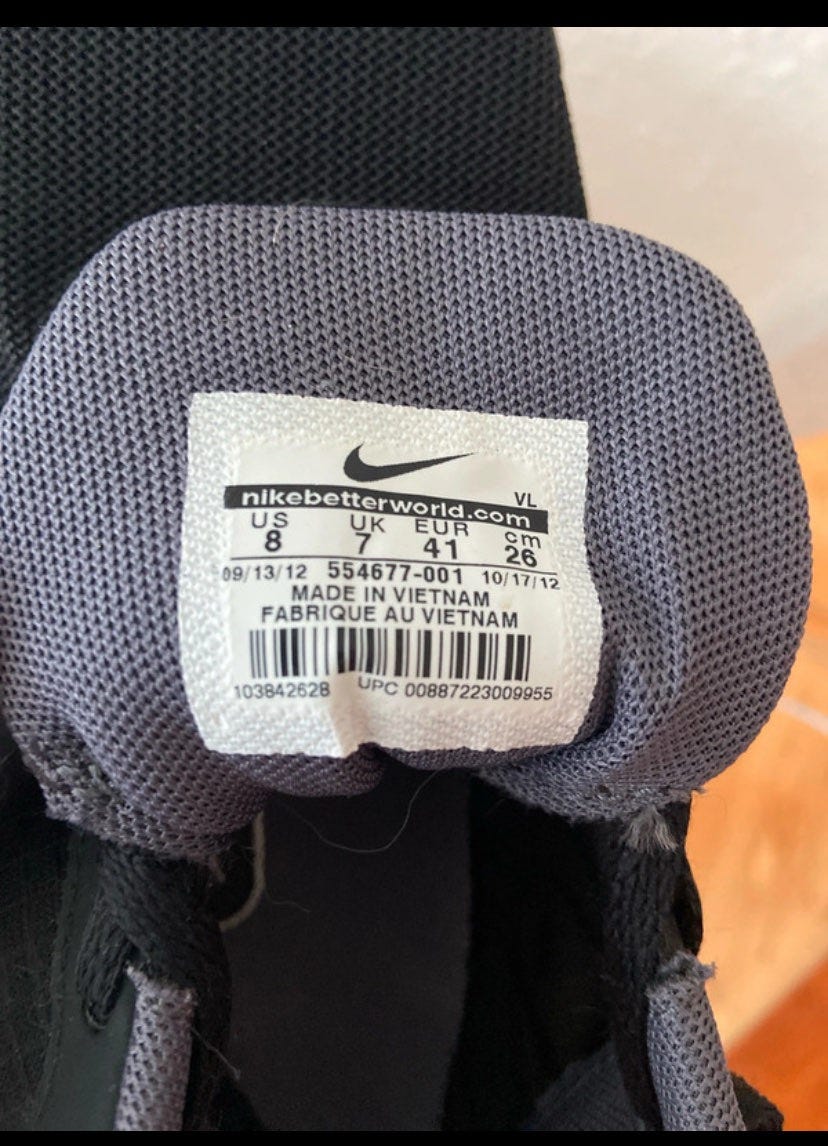 nikebetterworld.com VL
US UK EUR cm
8 7 41 26
09/13/12 554677-001 10/17/12
MADE IN VIETNAM
FABRIQUE AU VIETNAM
103842628 UPC 00887223009955